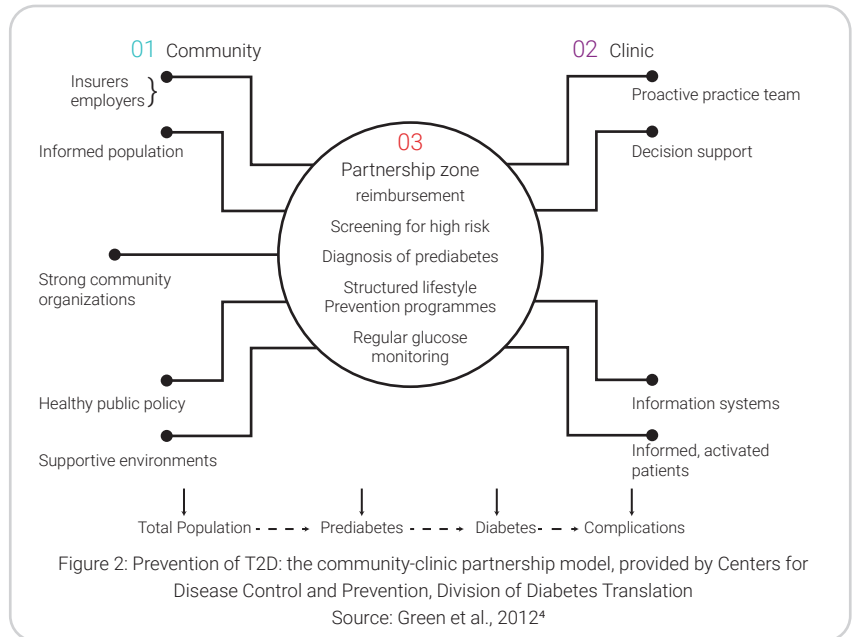 01 Community
Insurers
employers}
Informed population
Strong community
organizations
Healthy public policy
Supportive environments
03
Partnership zone
reimbursement
Screening for high risk
Diagnosis of prediabetes
Structured lifestyle
Prevention programmes
Regular glucose
monitoring
02 Clinic
Proactive practice team
Decision support
Information systems
Informed, activated
patients
Total Population Prediabetes Diabetes Complications
Figure 2: Prevention of T2D: the community-clinic partnership model, provided by Centers for
Disease Control and Prevention, Division of Diabetes Translation
Source: Green et al., 2012⁴